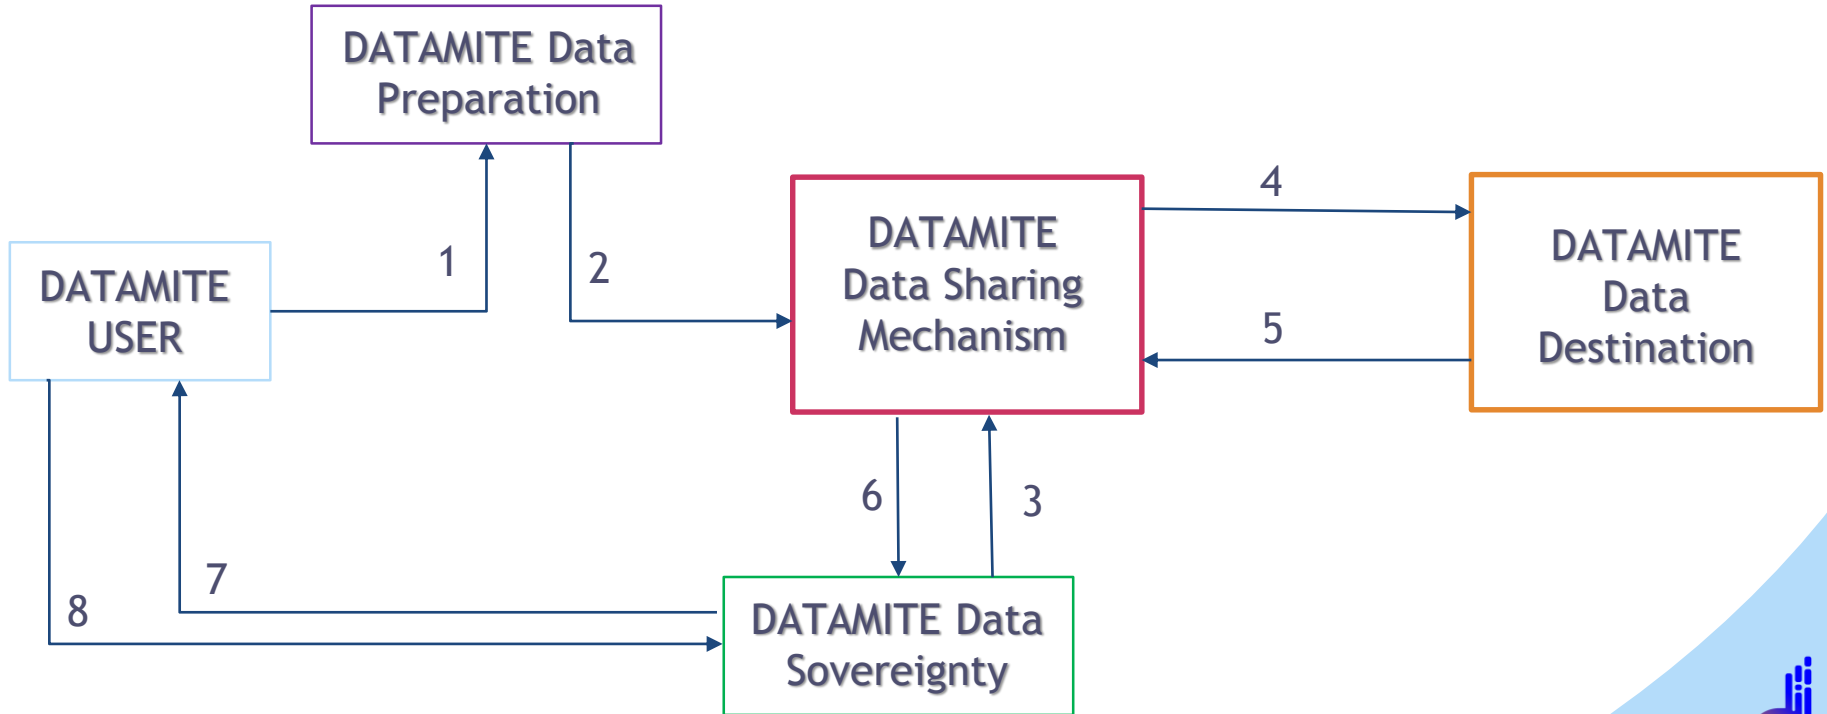 DATAMITE Data
Preparation
DATAMITE
USER
1
2
DATAMITE
Data Sharing
Mechanism
4
5
DATAMITE
Data
Destination
6
3
7
8
DATAMITE Data
Sovereignty